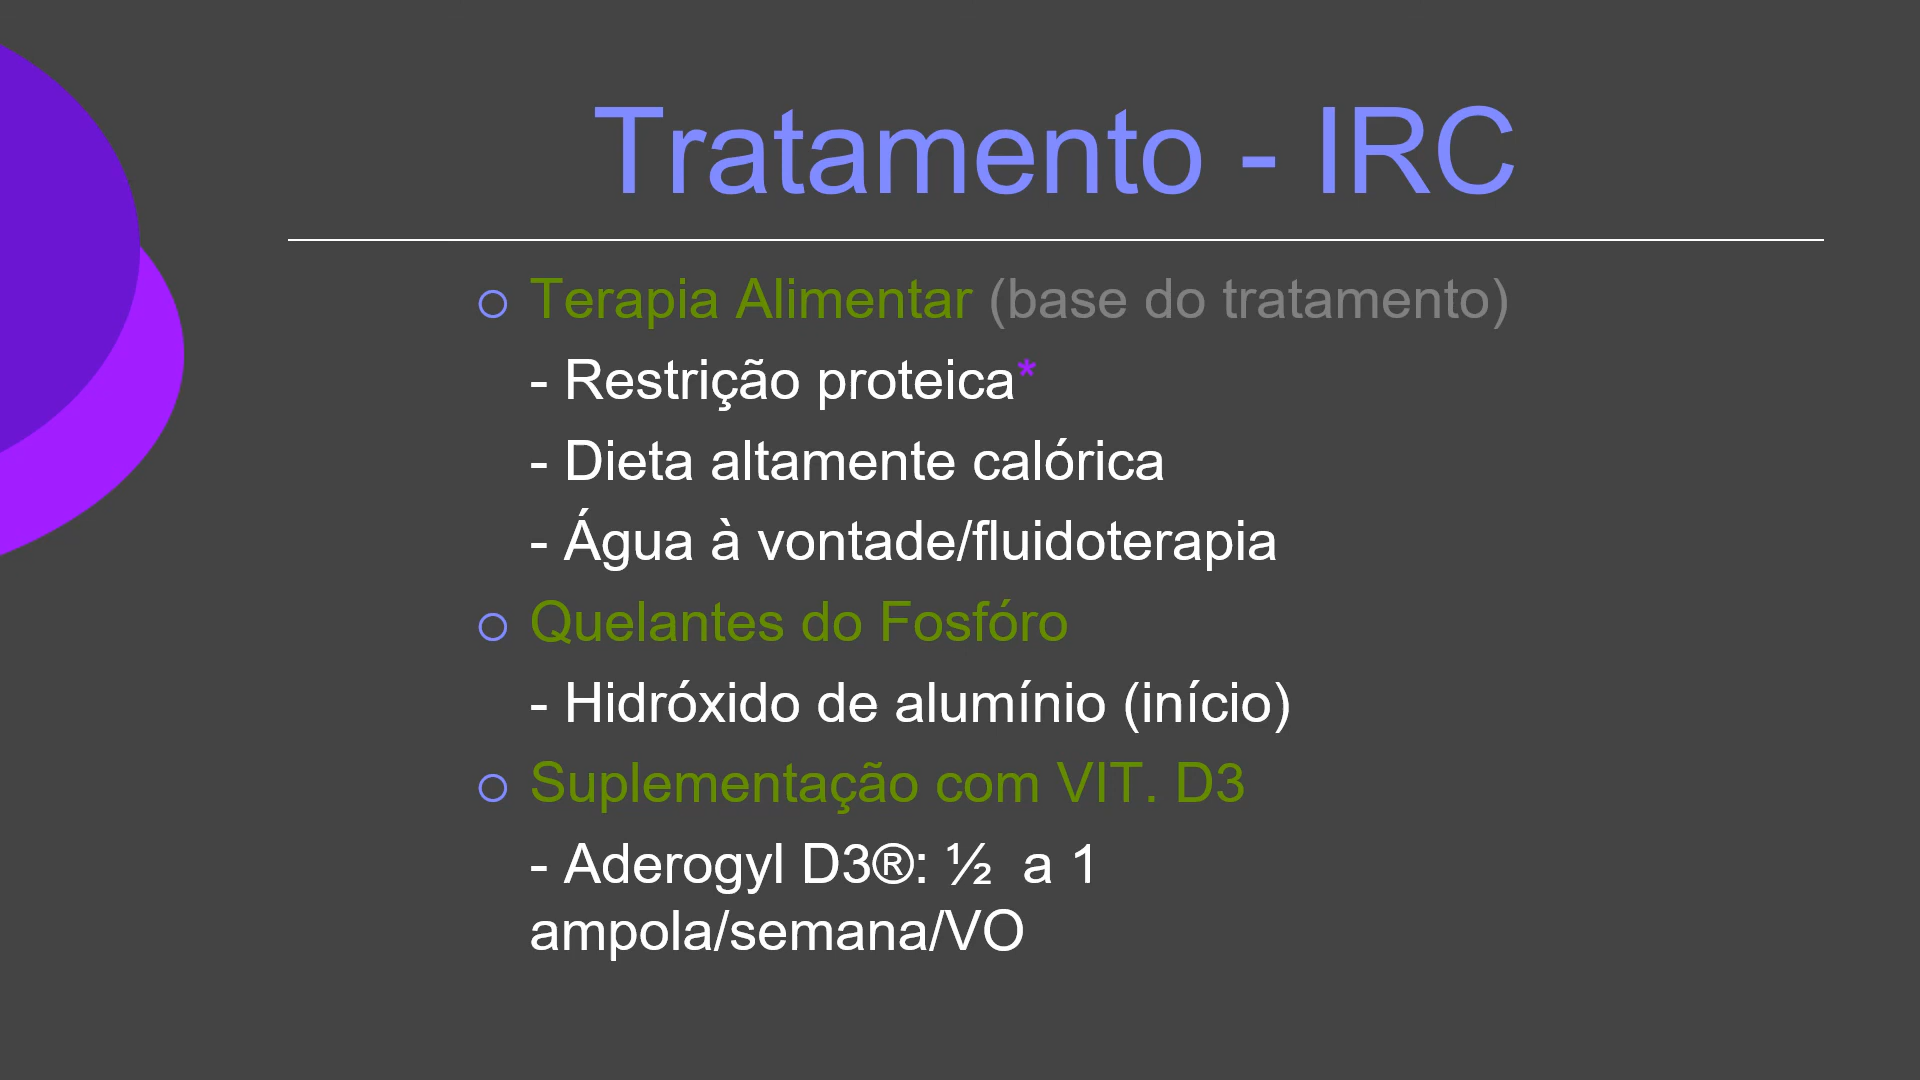 Tratamento - IRC
Terapia Alimentar (base do tratamento)
- Restrição proteica*
- Dieta altamente calórica
- Água à vontade/fluidoterapia
Quelantes do Fosfóro
- Hidróxido de alumínio (início)
Suplementação com VIT. D3
- Aderogyl D3®: ½ a 1
ampola/semana/VO